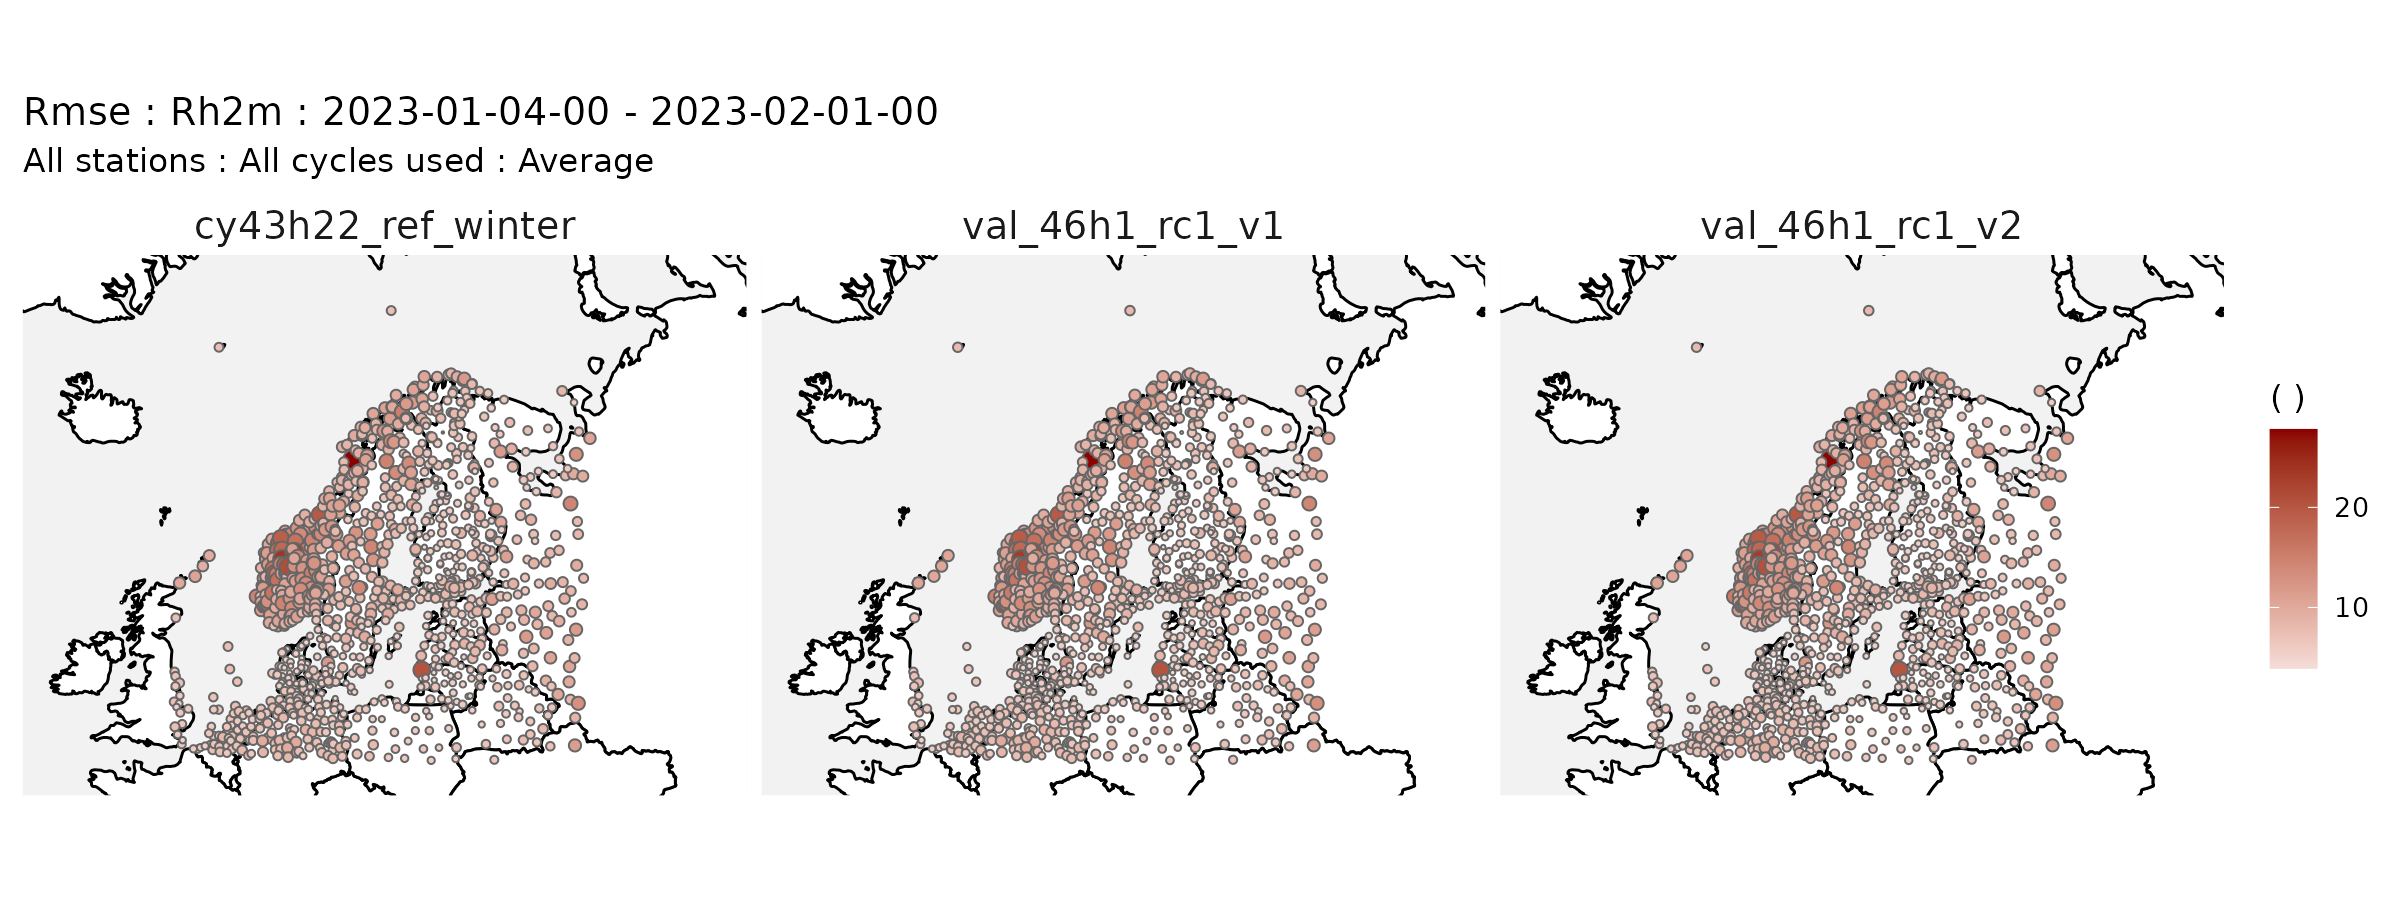 Rmse : Rh2m : 2023-01-04-00 - 2023-02-01-00
All stations : All cycles used : Average
cy43h22_ref_winter
val_46h1_rc1_v1
val_46h1_rc1_v2
( )
20
10